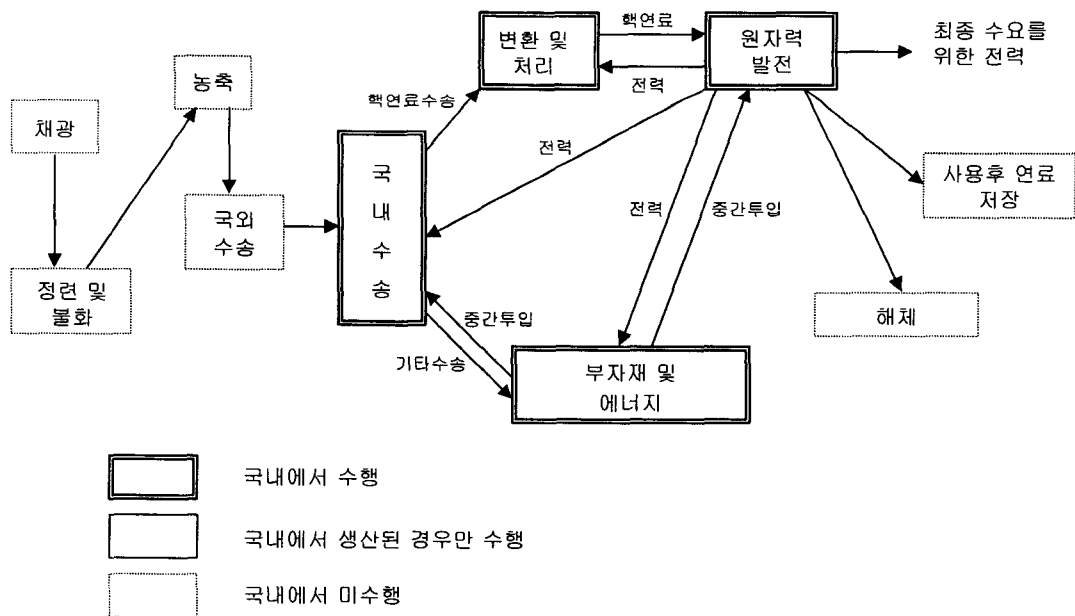 채광
정련 및
불화
농축
국외
수송
국
내
수
송
핵연료수송
변환 및
처리
핵연료
전력
원자력
발전
최종 수요를
위한 전력
전력
전력
중간투입
사용후 연료
저장
해체
중간투입
기타수송
부자재 및
에너지
국내에서 수행
국내에서 생산된 경우만 수행
국내에서 미수행